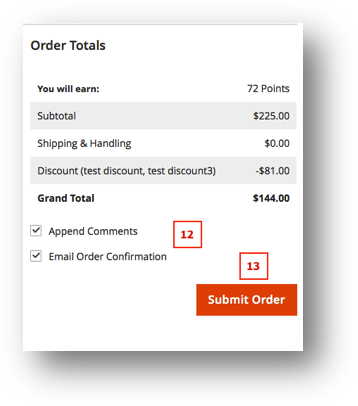 Order Totals
You will earn: 72 Points
Subtotal $225.00
Shipping & Handling $0.00
Discount (test discount, test discount3) -$81.00
Grand Total $144.00
Append Comments
12
Email Order Confirmation
13
Submit Order